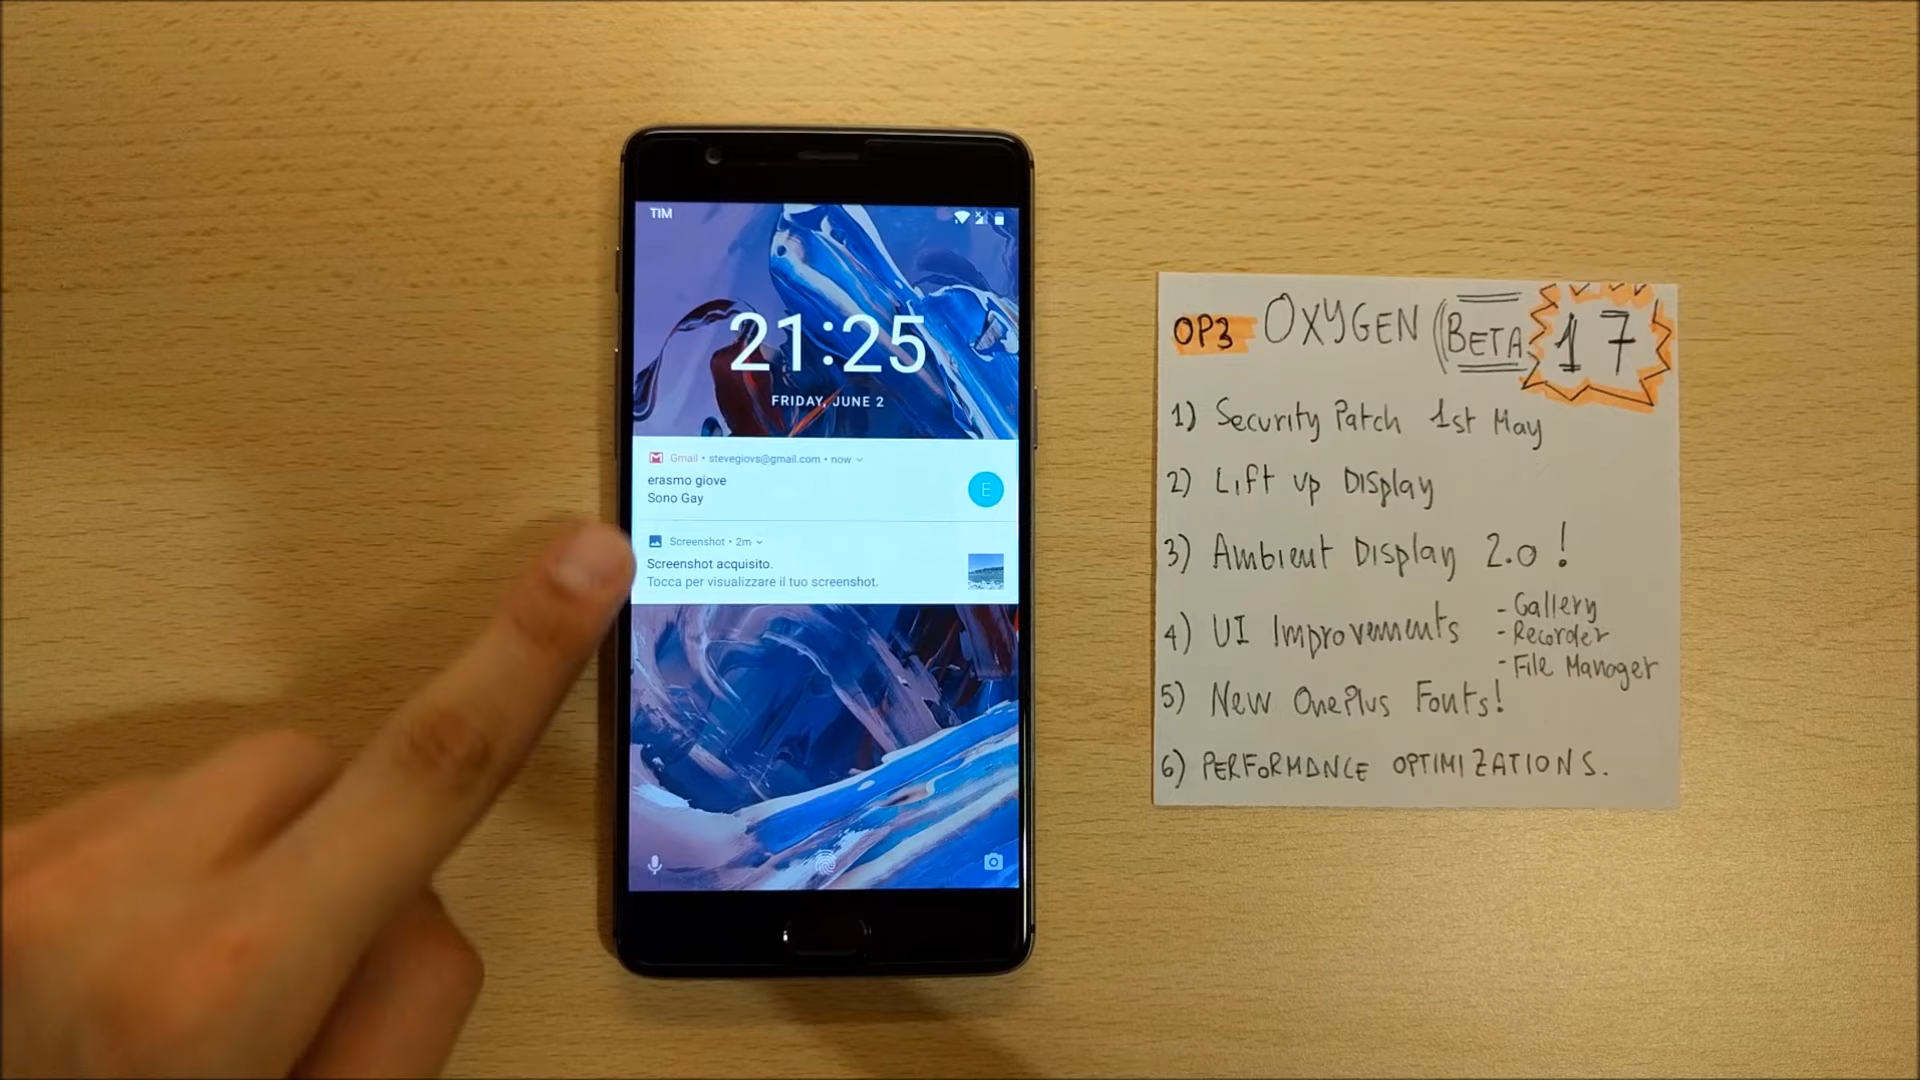 TIM
21:25
FRIDAY, JUNE 2
Gmail • stevegiovs@gmail.com • now
erasmo giove
Sono Gay
E
Screenshot • 2m
Screenshot acquisito.
Tocca per visualizzare il tuo screenshot.
OP3 OXYGEN (BETA 17
1) Security Patch 1st May
2) Lift up Display
3) Ambient Display 2.0!
4) UI Improvements
- Gallery
- Recorder
- File Manager
5) New OnePlus Fonts!
6) PERFORMANCE OPTIMIZATIONS.